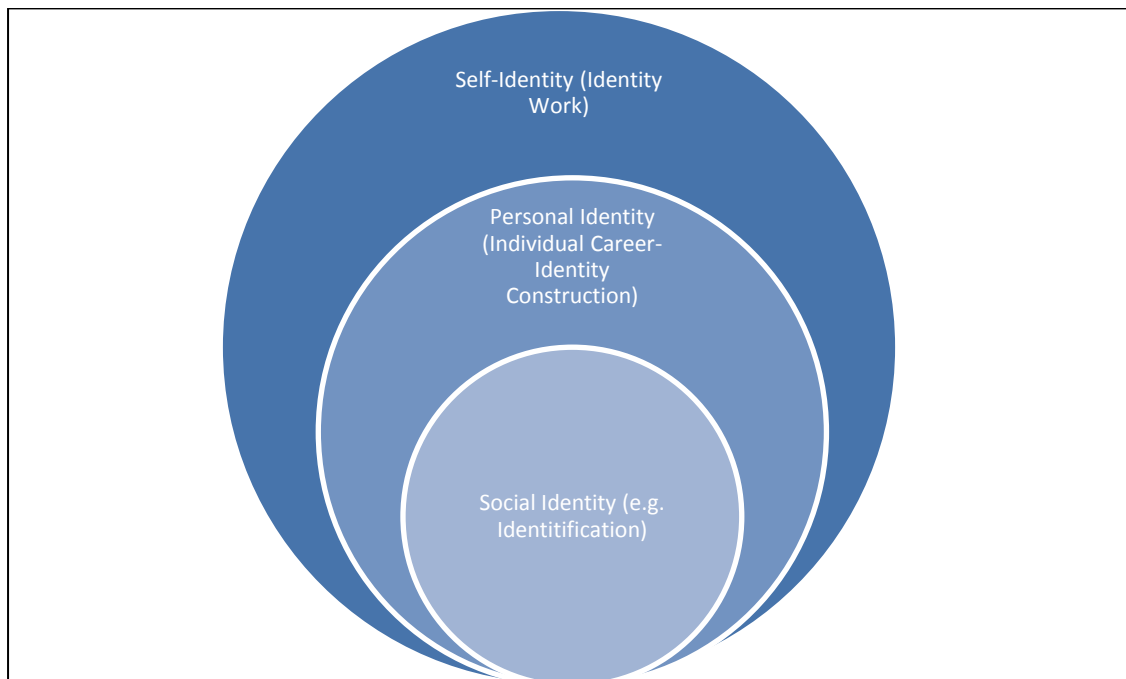 Self-Identity (Identity
Work)
Personal Identity
(Individual Career-
Identity
Construction)
Social Identity (e.g.
Identitification)